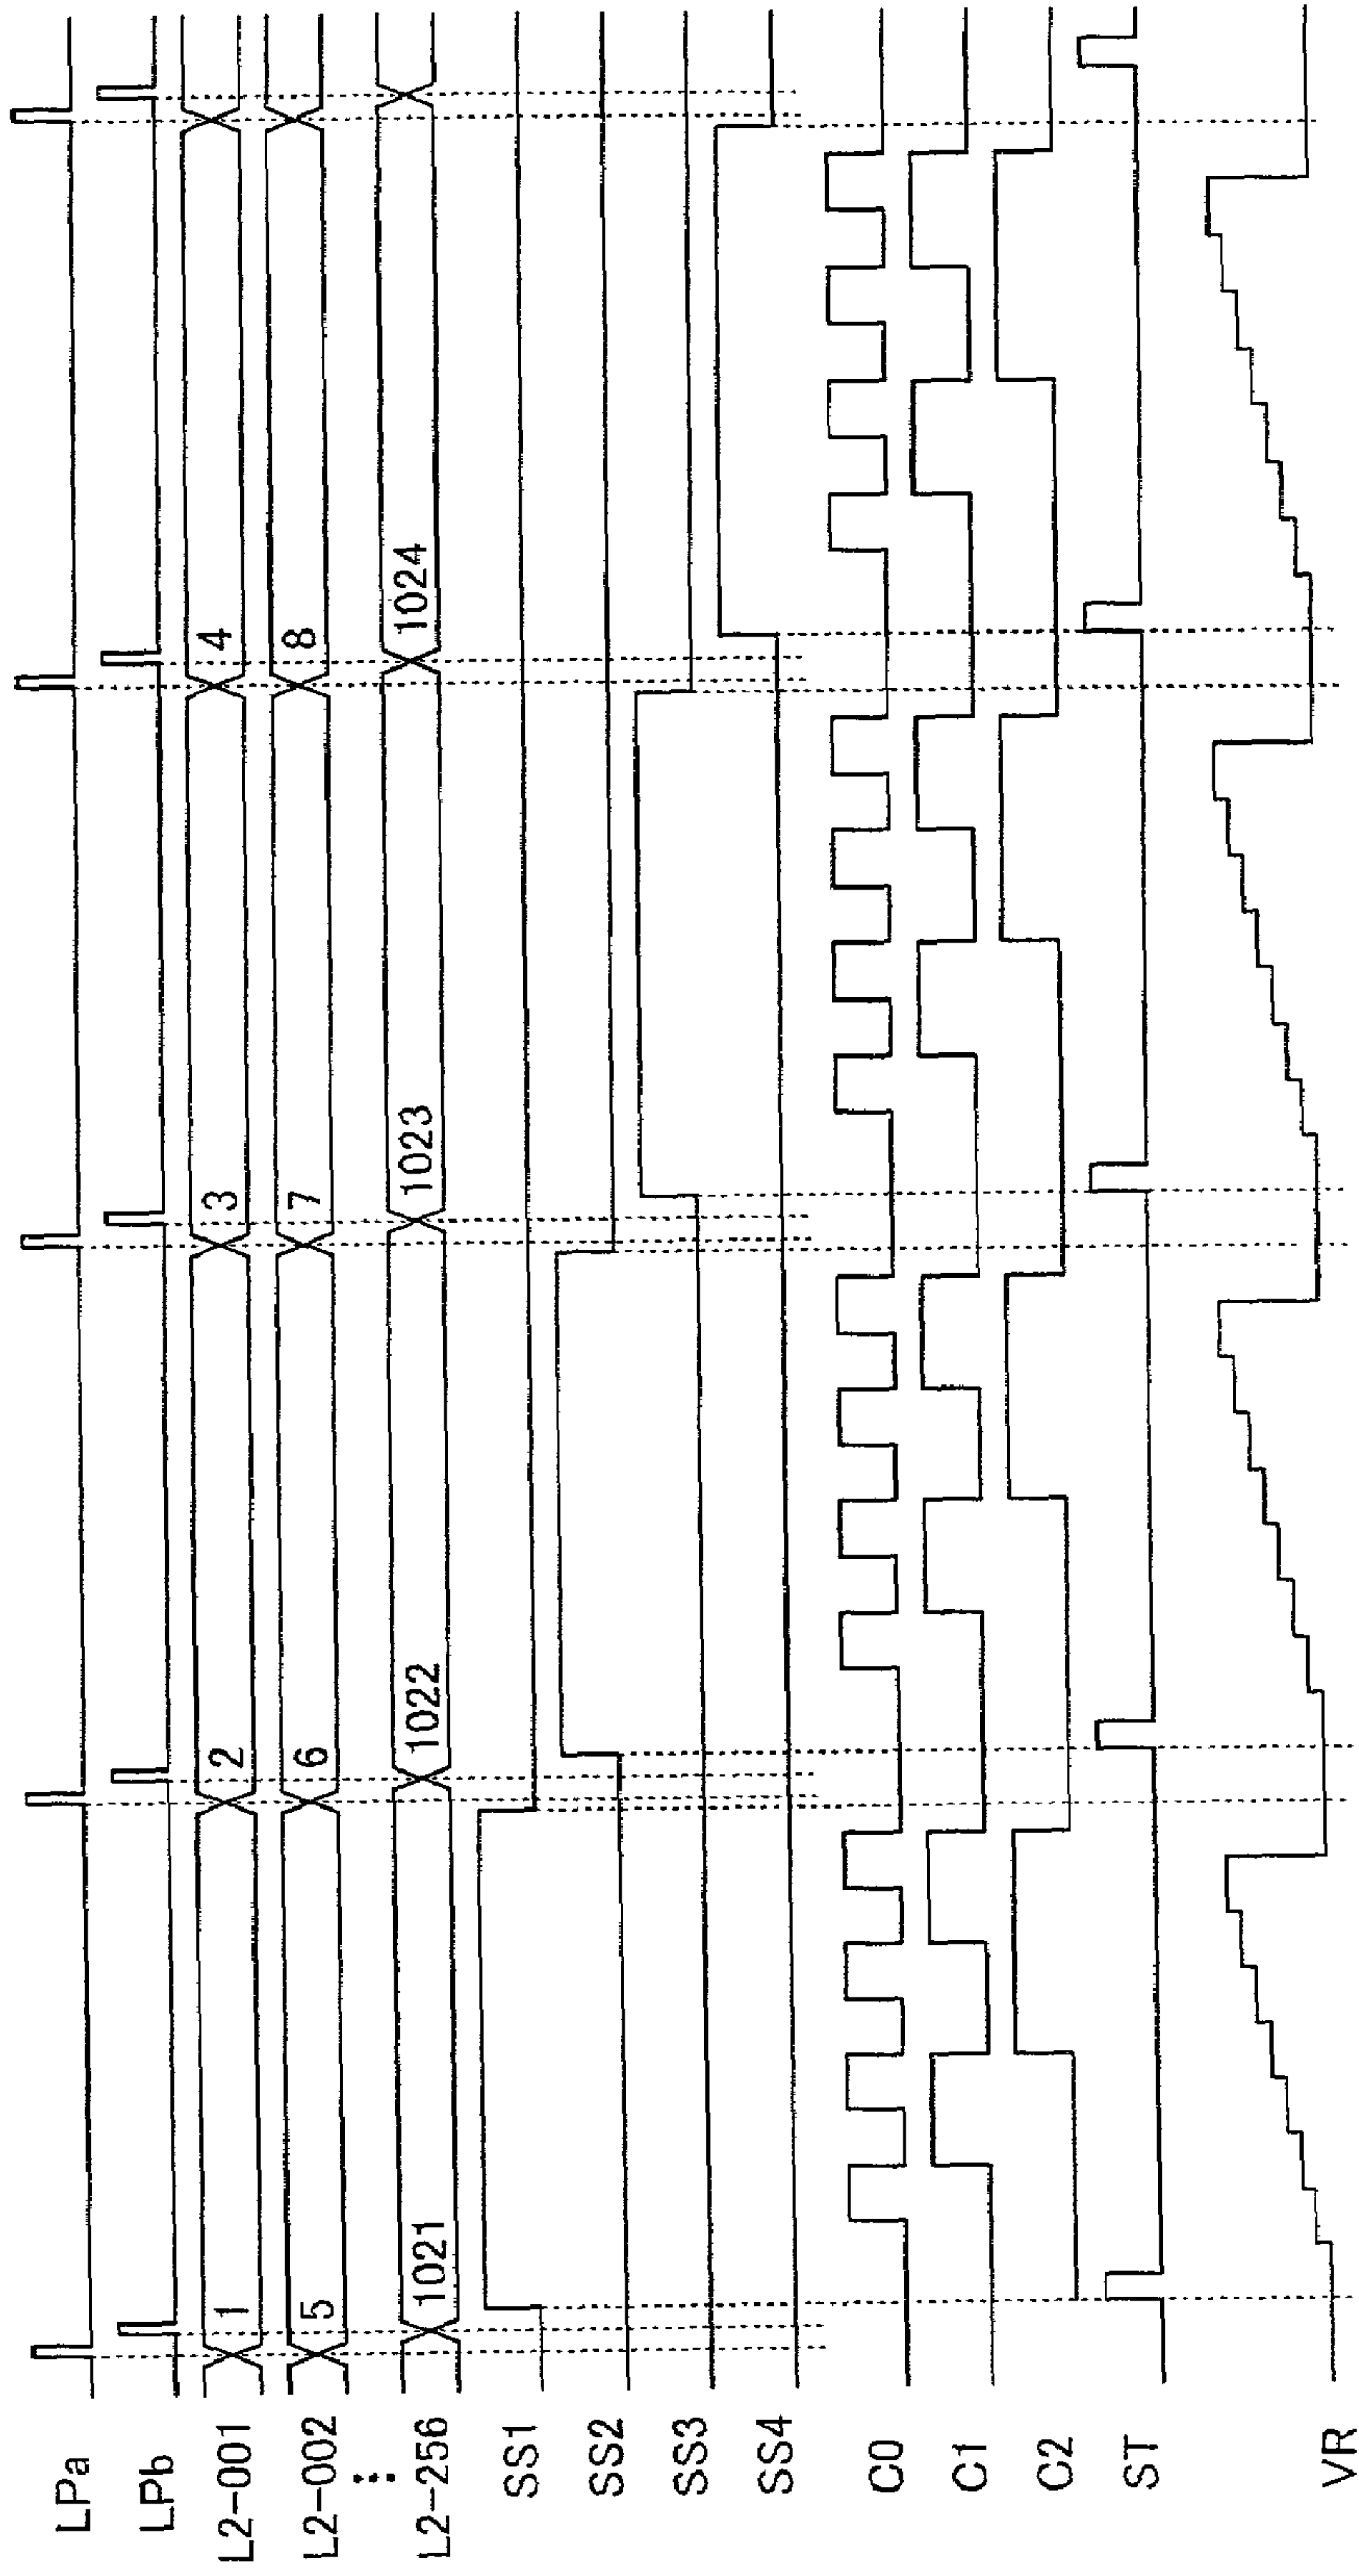 LPa
LPb
L2-001 1 2 3 4
L2-002 5 6 7 8
⋮
L2-256 1021 1022 1023 1024
SS1
SS2
SS3
SS4
C0
C1
C2
ST
VR